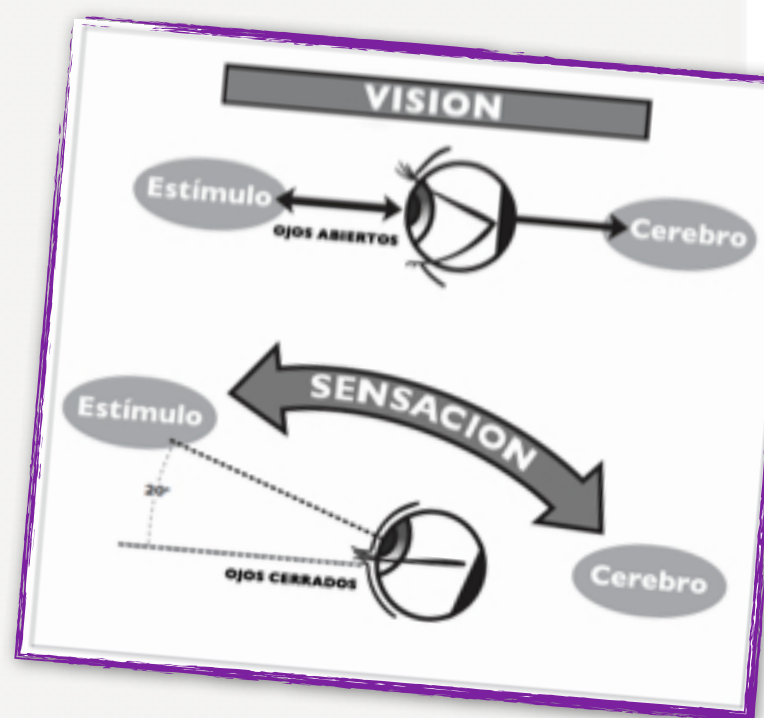 VISION
Estímulo
OJOS ABIERTOS
Cerebro
SENSACION
Estímulo
20°
OJOS CERRADOS
Cerebro